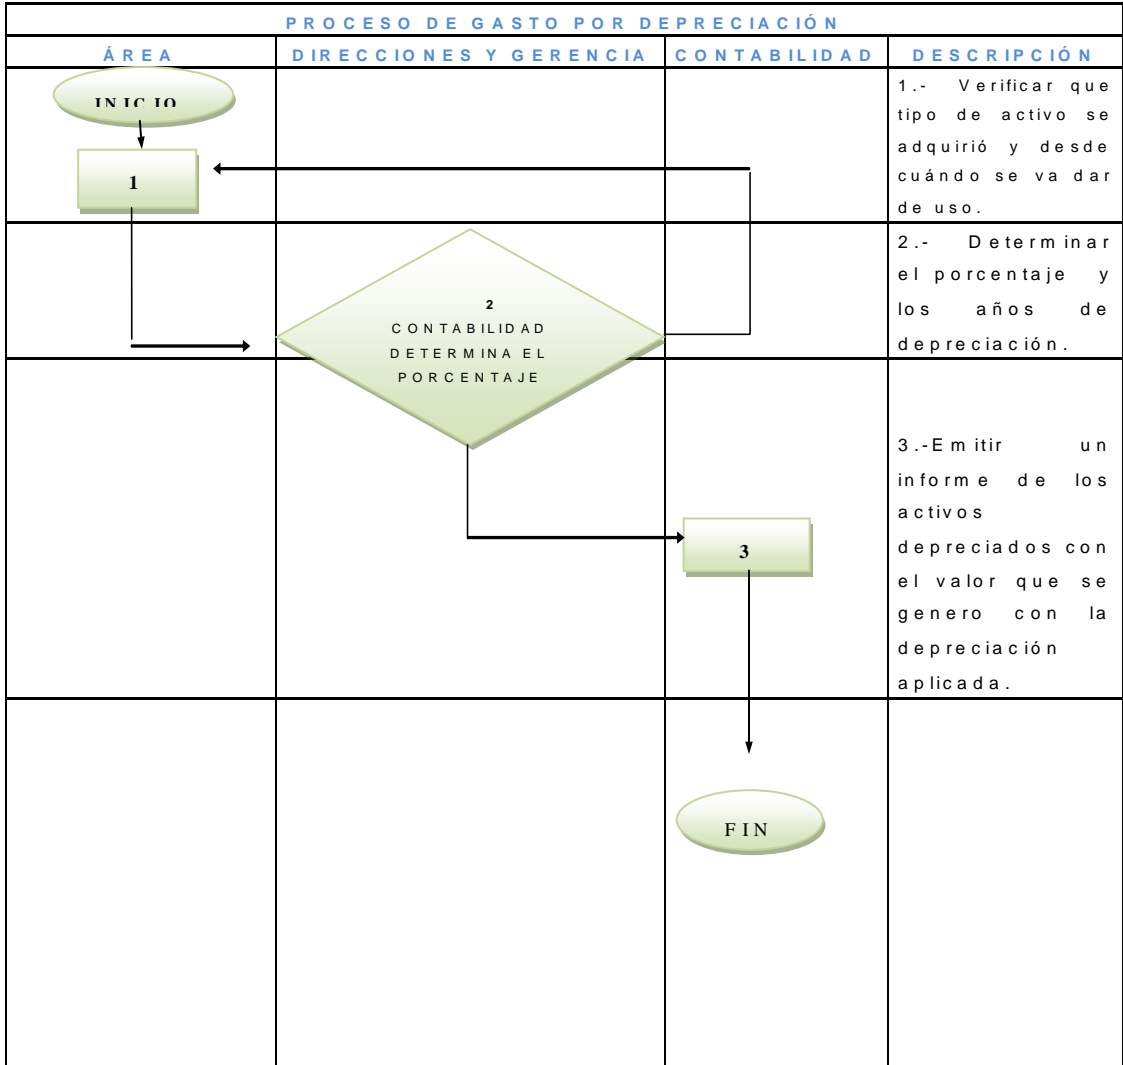 PROCESO DE GASTO POR DEPRECIACIÓN
ÁREA DIRECCIONES Y GERENCIA CONTABILIDAD DESCRIPCIÓN
INICIO
1
1.- Verificar que
tipo de activo se
adquirió y desde
cuándo se va dar
de uso.
2
CONTABILIDAD
DETERMINA EL
PORCENTAJE
2.- Determinar
el porcentaje y
los años de
depreciación.
3
3.-Emitir un
informe de los
activos
depreciados con
el valor que se
genero con la
depreciación
aplicada.
FIN